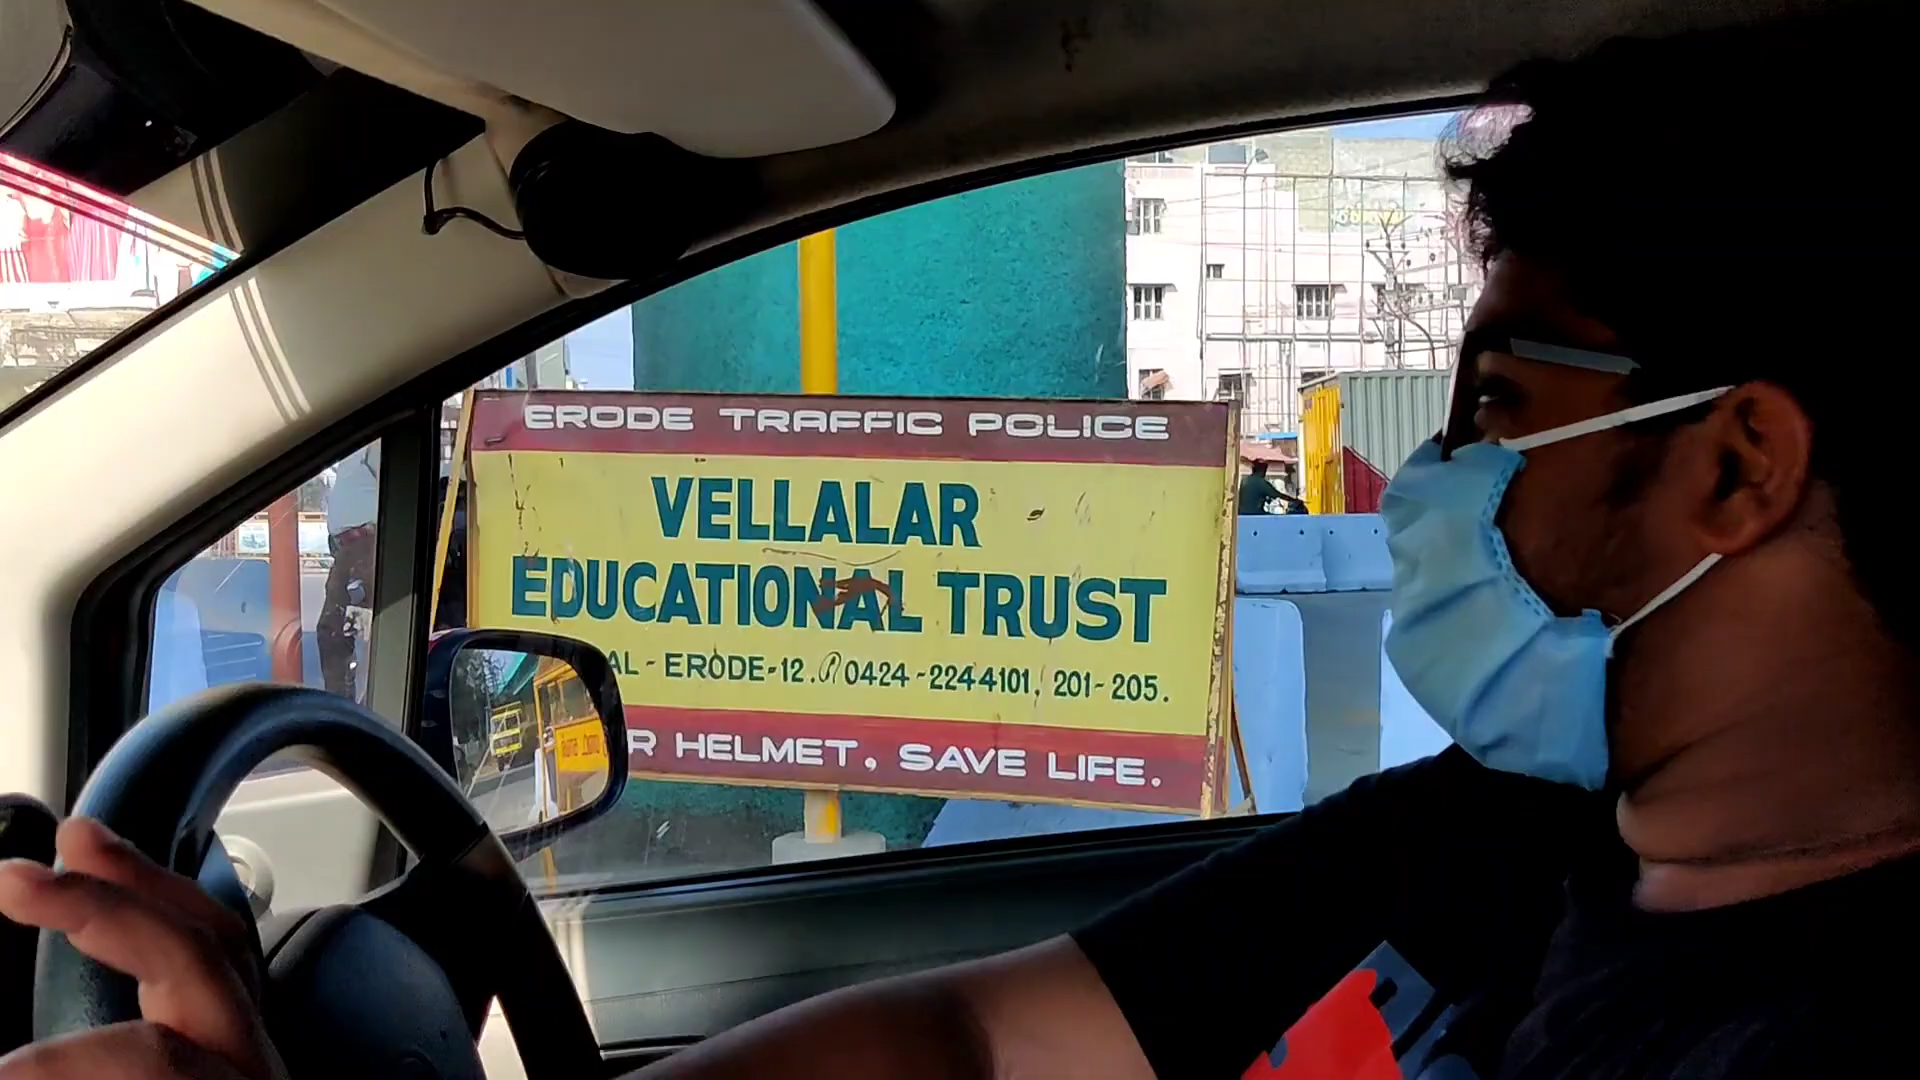 ERODE TRAFFIC POLICE
VELLALAR
EDUCATIONAL TRUST
AL - ERODE-12. 0424-2244101, 201-205.
R HELMET, SAVE LIFE.